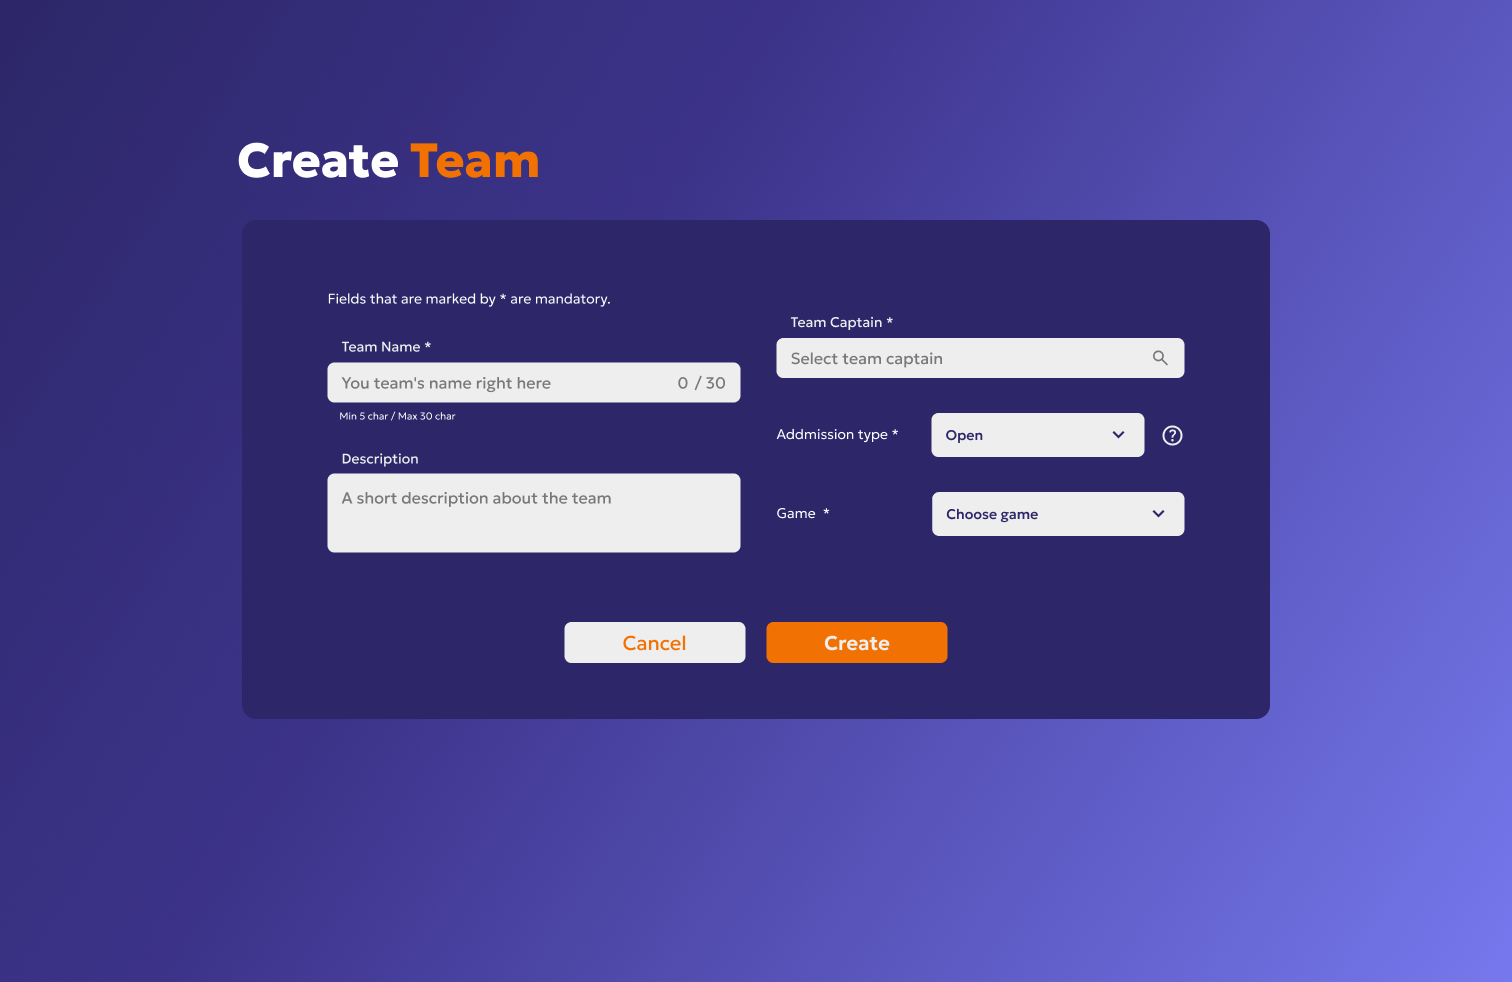 Create Team
Fields that are marked by * are mandatory.
Team Name *
You team's name right here 0 / 30
Min 5 char / Max 30 char
Description
A short description about the team
Team Captain *
Select team captain
Addmission type * Open
Game * Choose game
Cancel Create